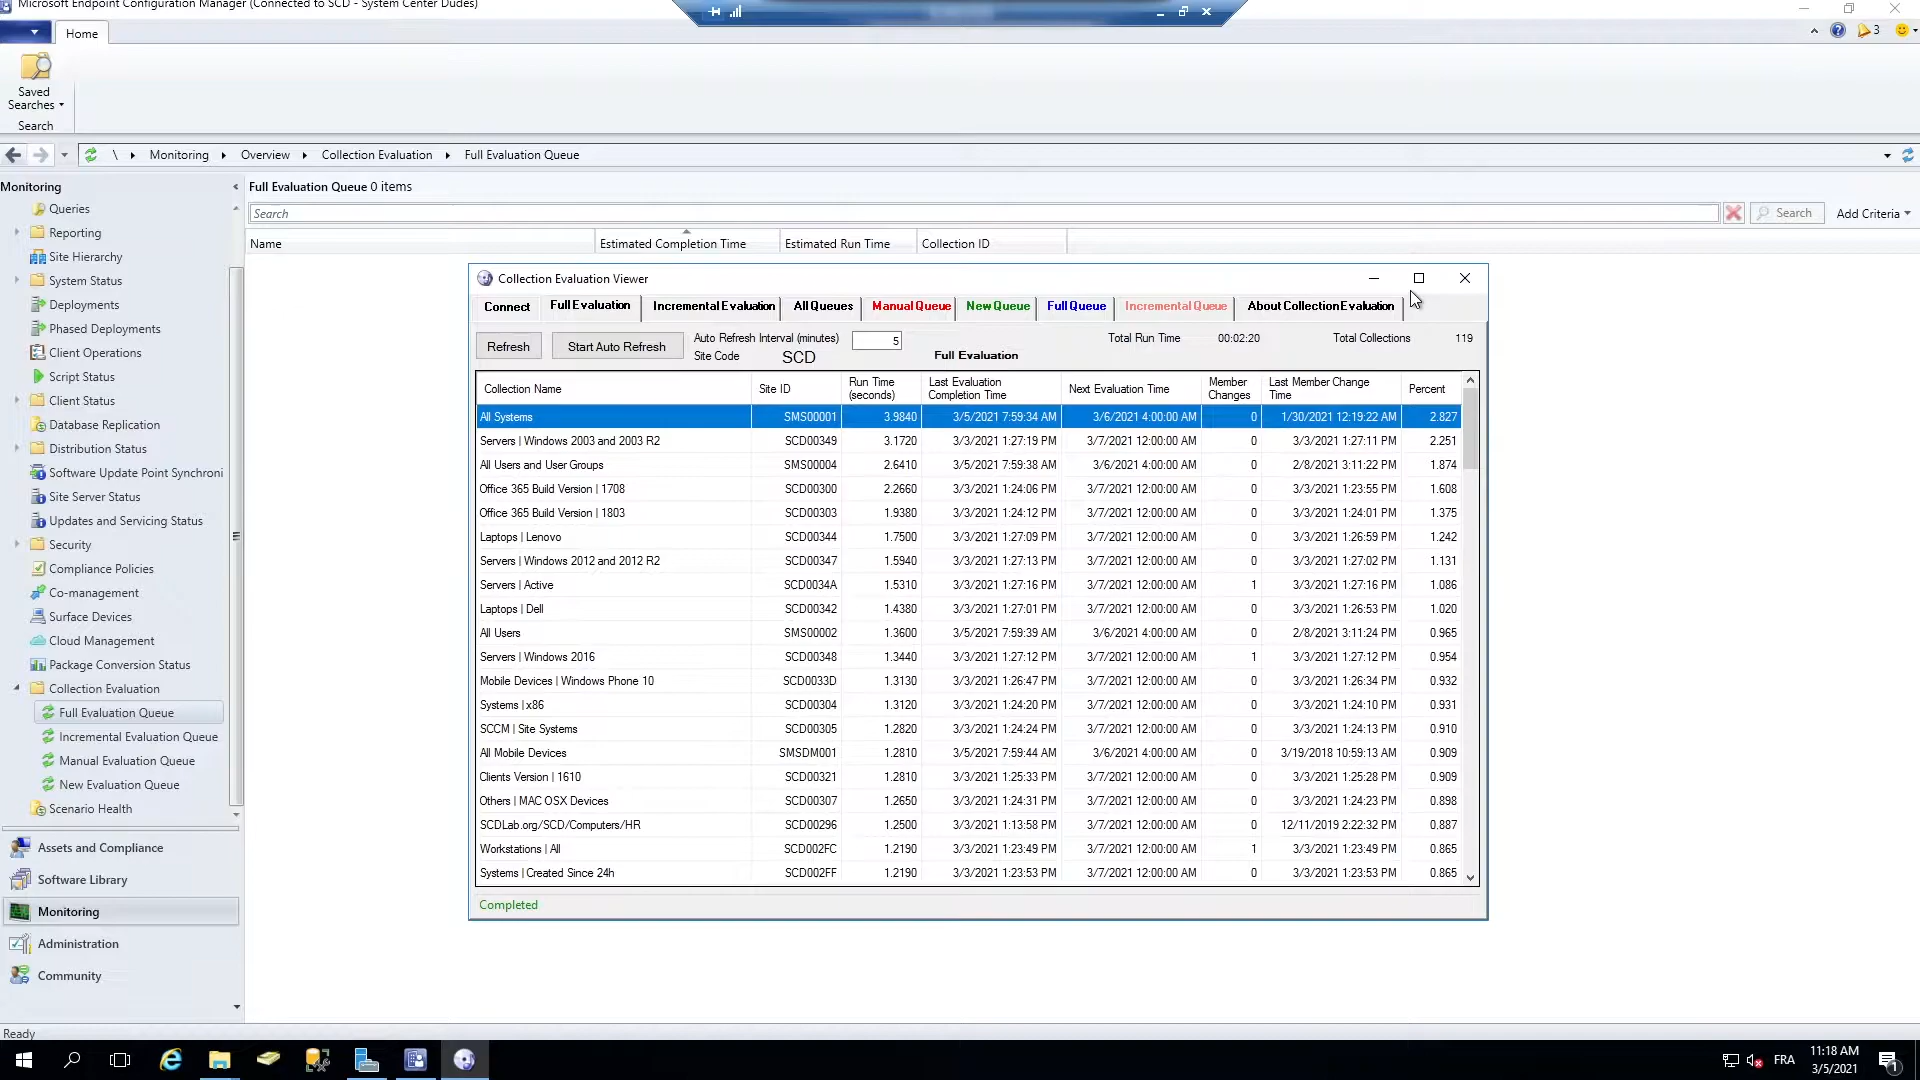 Microsoft Endpoint Configuration Manager (Connected to SCD - System Center Dudes)
Home
3
Saved
Searches
Search
\ Monitoring Overview Collection Evaluation Full Evaluation Queue
Monitoring
Queries
Reporting
Site Hierarchy
System Status
Deployments
Phased Deployments
Client Operations
Script Status
Client Status
Database Replication
Distribution Status
Software Update Point Synchroni
Site Server Status
Updates and Servicing Status
Security
Compliance Policies
Co-management
Surface Devices
Cloud Management
Package Conversion Status
Collection Evaluation
Full Evaluation Queue
Incremental Evaluation Queue
Manual Evaluation Queue
New Evaluation Queue
Scenario Health
Assets and Compliance
Software Library
Monitoring
Administration
Community
Full Evaluation Queue 0 items
Search
Search
Add Criteria
Name Estimated Completion Time Estimated Run Time Collection ID
Collection Evaluation Viewer
Connect Full Evaluation Incremental Evaluation All Queues Manual Queue New Queue Full Queue Incremental Queue About Collection Evaluation
Refresh Start Auto Refresh
Auto Refresh Interval (minutes) 5
Total Run Time 00:02:20 Total Collections 119
Site Code SCD Full Evaluation
Collection Name Site ID Run Time (seconds) Last Evaluation Completion Time Next Evaluation Time Member Changes Last Member Change Time Percent
All Systems SMS00001 3.9840 3/5/2021 7:59:34 AM 3/6/2021 4:00:00 AM 0 1/30/2021 12:19:22 AM 2.827
Servers | Windows 2003 and 2003 R2 SCD00349 3.1720 3/3/2021 1:27:19 PM 3/7/2021 12:00:00 AM 0 3/3/2021 1:27:11 PM 2.251
All Users and User Groups SMS00004 2.6410 3/5/2021 7:59:38 AM 3/6/2021 4:00:00 AM 0 2/8/2021 3:11:22 PM 1.874
Office 365 Build Version | 1708 SCD00300 2.2660 3/3/2021 1:24:06 PM 3/7/2021 12:00:00 AM 0 3/3/2021 1:23:55 PM 1.608
Office 365 Build Version | 1803 SCD00303 1.9380 3/3/2021 1:24:12 PM 3/7/2021 12:00:00 AM 0 3/3/2021 1:24:01 PM 1.375
Laptops | Lenovo SCD00344 1.7500 3/3/2021 1:27:09 PM 3/7/2021 12:00:00 AM 0 3/3/2021 1:26:59 PM 1.242
Servers | Windows 2012 and 2012 R2 SCD00347 1.5940 3/3/2021 1:27:13 PM 3/7/2021 12:00:00 AM 0 3/3/2021 1:27:02 PM 1.131
Servers | Active SCD0034A 1.5310 3/3/2021 1:27:16 PM 3/7/2021 12:00:00 AM 1 3/3/2021 1:27:16 PM 1.086
Laptops | Dell SCD00342 1.4380 3/3/2021 1:27:01 PM 3/7/2021 12:00:00 AM 0 3/3/2021 1:26:53 PM 1.020
All Users SMS00002 1.3600 3/5/2021 7:59:39 AM 3/6/2021 4:00:00 AM 0 2/8/2021 3:11:24 PM 0.965
Servers | Windows 2016 SCD00348 1.3440 3/3/2021 1:27:12 PM 3/7/2021 12:00:00 AM 1 3/3/2021 1:27:12 PM 0.954
Mobile Devices | Windows Phone 10 SCD0033D 1.3130 3/3/2021 1:26:47 PM 3/7/2021 12:00:00 AM 0 3/3/2021 1:26:34 PM 0.932
Systems | x86 SCD00304 1.3120 3/3/2021 1:24:20 PM 3/7/2021 12:00:00 AM 0 3/3/2021 1:24:10 PM 0.931
SCCM | Site Systems SCD00305 1.2820 3/3/2021 1:24:24 PM 3/7/2021 12:00:00 AM 0 3/3/2021 1:24:13 PM 0.910
All Mobile Devices SMSDM001 1.2810 3/5/2021 7:59:44 AM 3/6/2021 4:00:00 AM 0 3/19/2018 10:59:13 AM 0.909
Clients Version | 1610 SCD00321 1.2810 3/3/2021 1:25:33 PM 3/7/2021 12:00:00 AM 0 3/3/2021 1:25:28 PM 0.909
Others | MAC OSX Devices SCD00307 1.2650 3/3/2021 1:24:31 PM 3/7/2021 12:00:00 AM 0 3/3/2021 1:24:23 PM 0.898
SCDLab.org/SCD/Computers/HR SCD00296 1.2500 3/3/2021 1:13:58 PM 3/7/2021 12:00:00 AM 0 12/11/2019 2:22:32 PM 0.887
Workstations | All SCD002FC 1.2190 3/3/2021 1:23:49 PM 3/7/2021 12:00:00 AM 1 3/3/2021 1:23:49 PM 0.865
Systems | Created Since 24h SCD002FF 1.2190 3/3/2021 1:23:53 PM 3/7/2021 12:00:00 AM 0 3/3/2021 1:23:53 PM 0.865
Completed
Ready
FRA
11:18 AM
3/5/2021
1